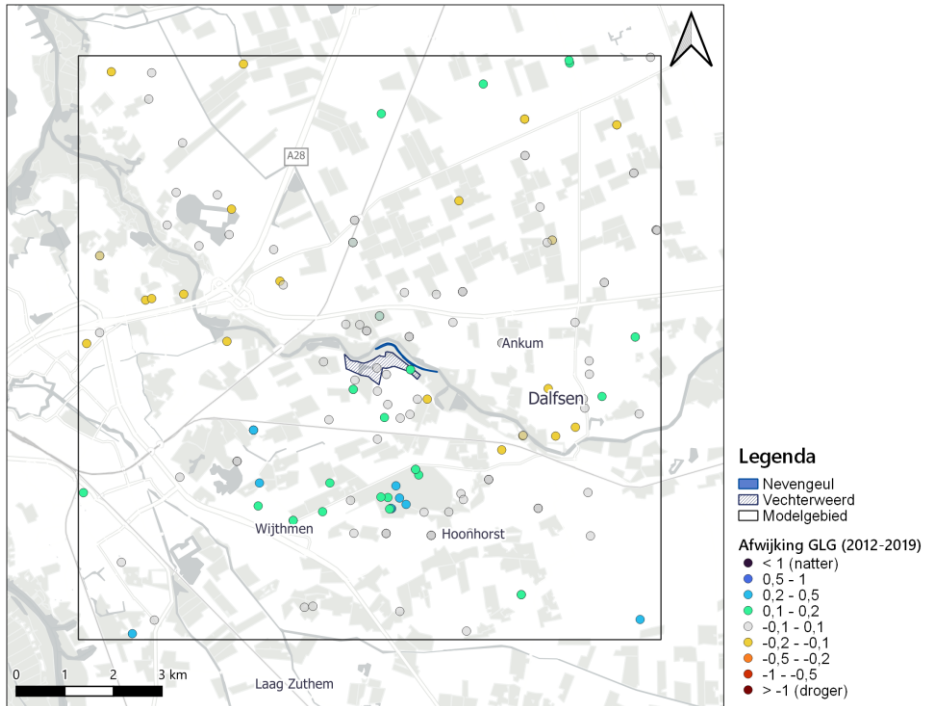 A28
Ankum
Dalfsen
Wijthmen
Hoonhorst
Laag Zuthem
0 1 2 3 km
Legenda
Nevengeul
Vechterweerd
Modelgebied
Afwijking GLG (2012-2019)
< 1 (natter)
0,5 - 1
0,2 - 0,5
0,1 - 0,2
-0,1 - 0,1
-0,2 - -0,1
-0,5 - -0,2
-1 - -0,5
> -1 (droger)